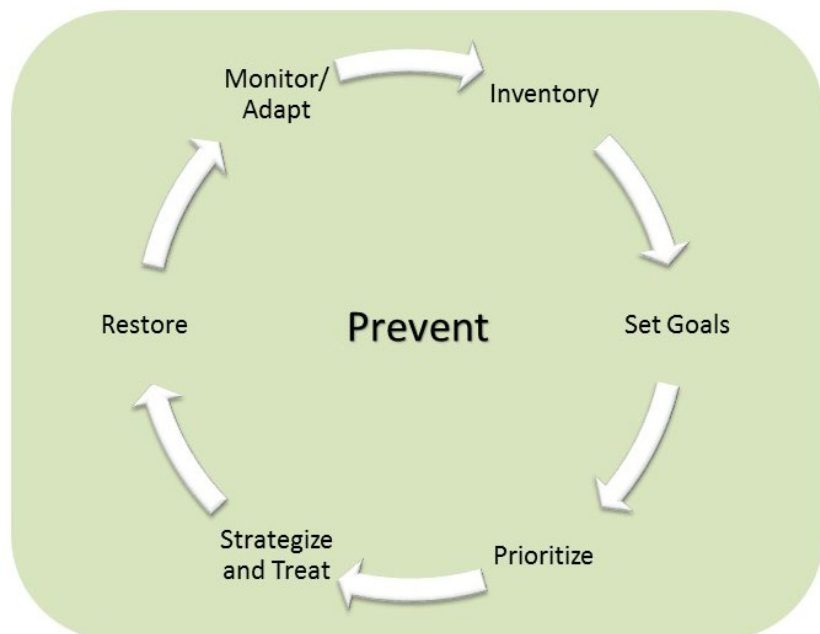 Monitor/
Adapt
Inventory
Restore
Prevent
Set Goals
Strategize
and Treat
Prioritize